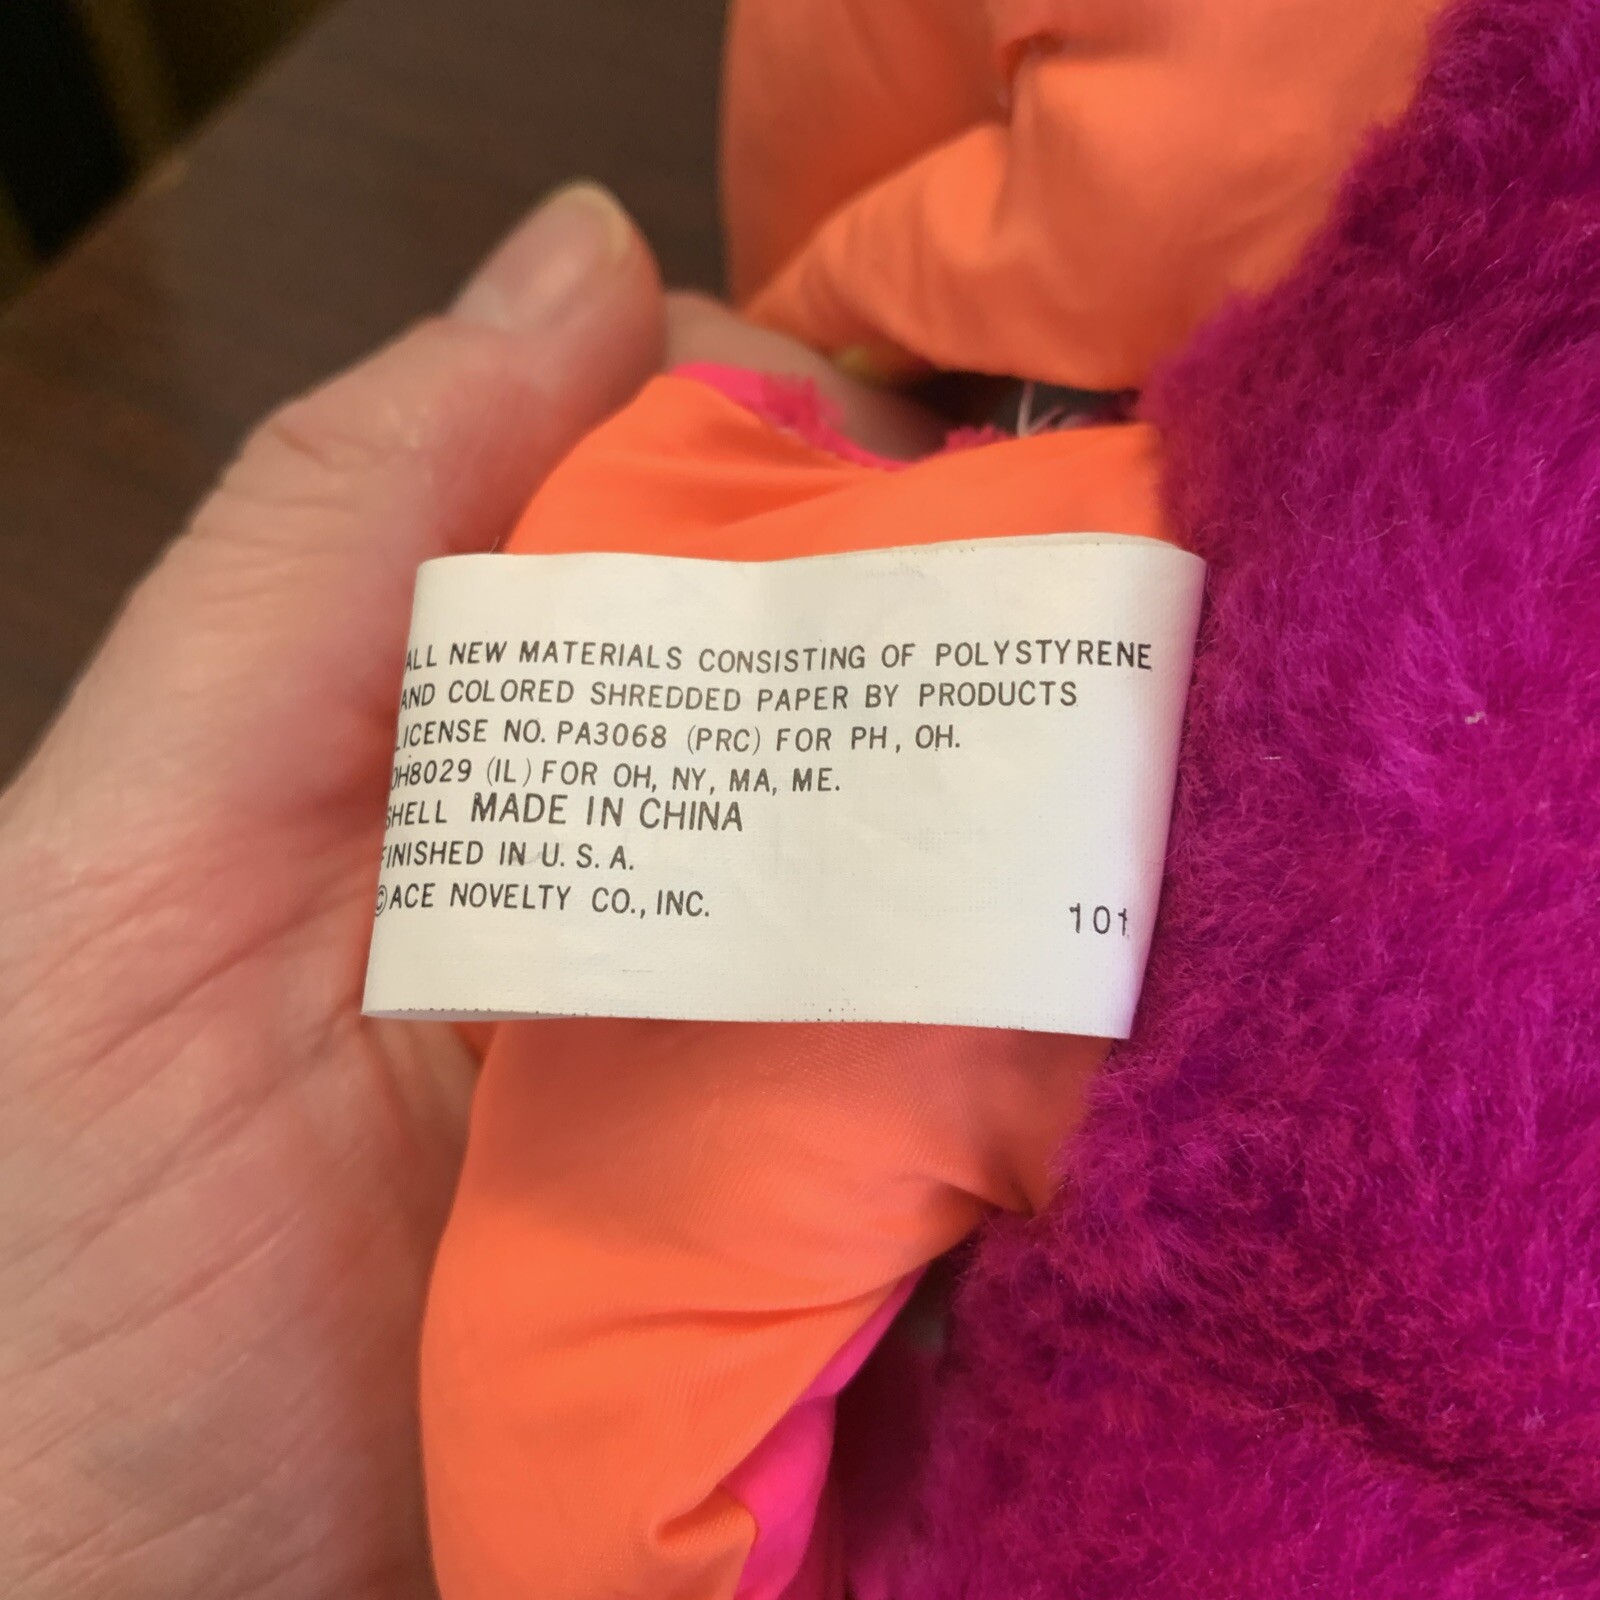 ALL NEW MATERIALS CONSISTING OF POLYSTYRENE
AND COLORED SHREDDED PAPER BY PRODUCTS
LICENSE NO. PA3068 (PRC) FOR PH, OH.
OH8029 (IL) FOR OH, NY, MA, ME.
SHELL MADE IN CHINA
FINISHED IN U. S. A.
©ACE NOVELTY CO., INC.
101